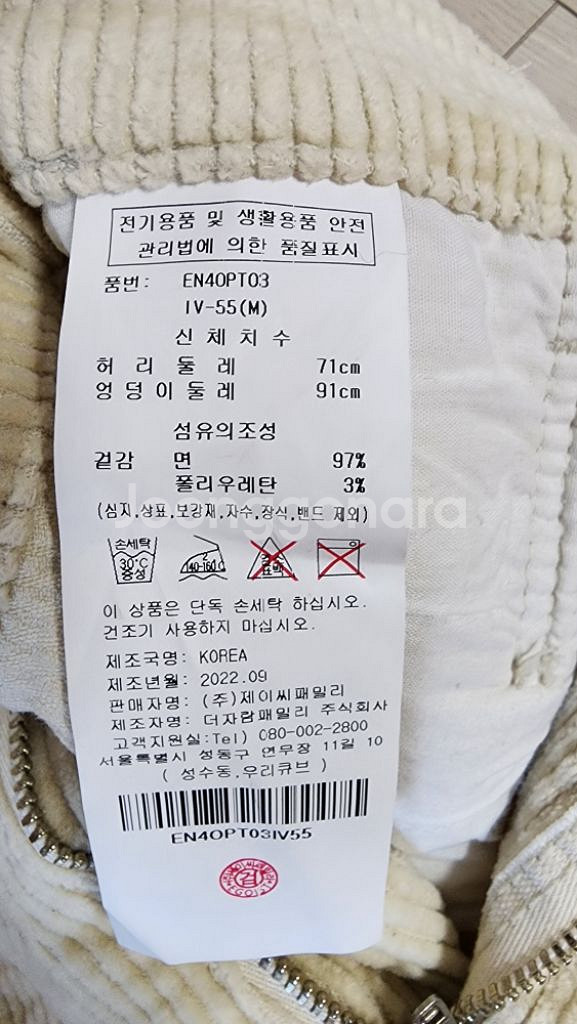 전기용품 및 생활용품 안전
관리법에 의한 품질표시
품번: EN4OPT03
IV-55(M)
신 체 치 수
허 리 둘 레 71cm
엉 덩 이 둘 레 91cm
섬유의조성
겉감 면 97%
폴리우레탄 3%
(심지,상표,보강재,자수,장식,밴드 제외)
Joonggonara
손세탁
30°C
중성
2
140-160°C
표백
이 상품은 단독 손세탁 하십시오.
건조기 사용하지 마십시오.
제조국명: KOREA
제조년월: 2022.09
판매자명: (주)제이씨패밀리
제조자명: 더자람패밀리 주식회사
고객지원실:Tel) 080-002-2800
서울특별시 성동구 연무장 11길 10
( 성수동,우리큐브 )
EN4OPT03IV55
검